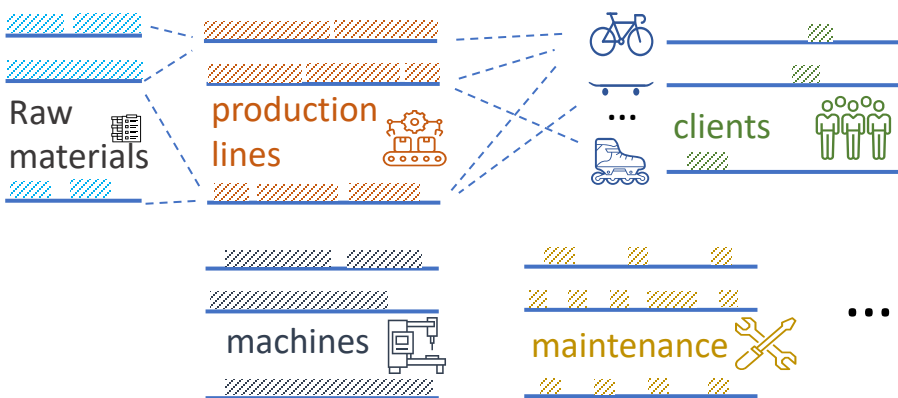 Raw
materials
production
lines
...
clients
machines
maintenance
...